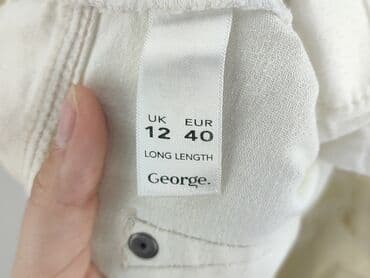 UK EUR
12 40
LONG LENGTH
George.